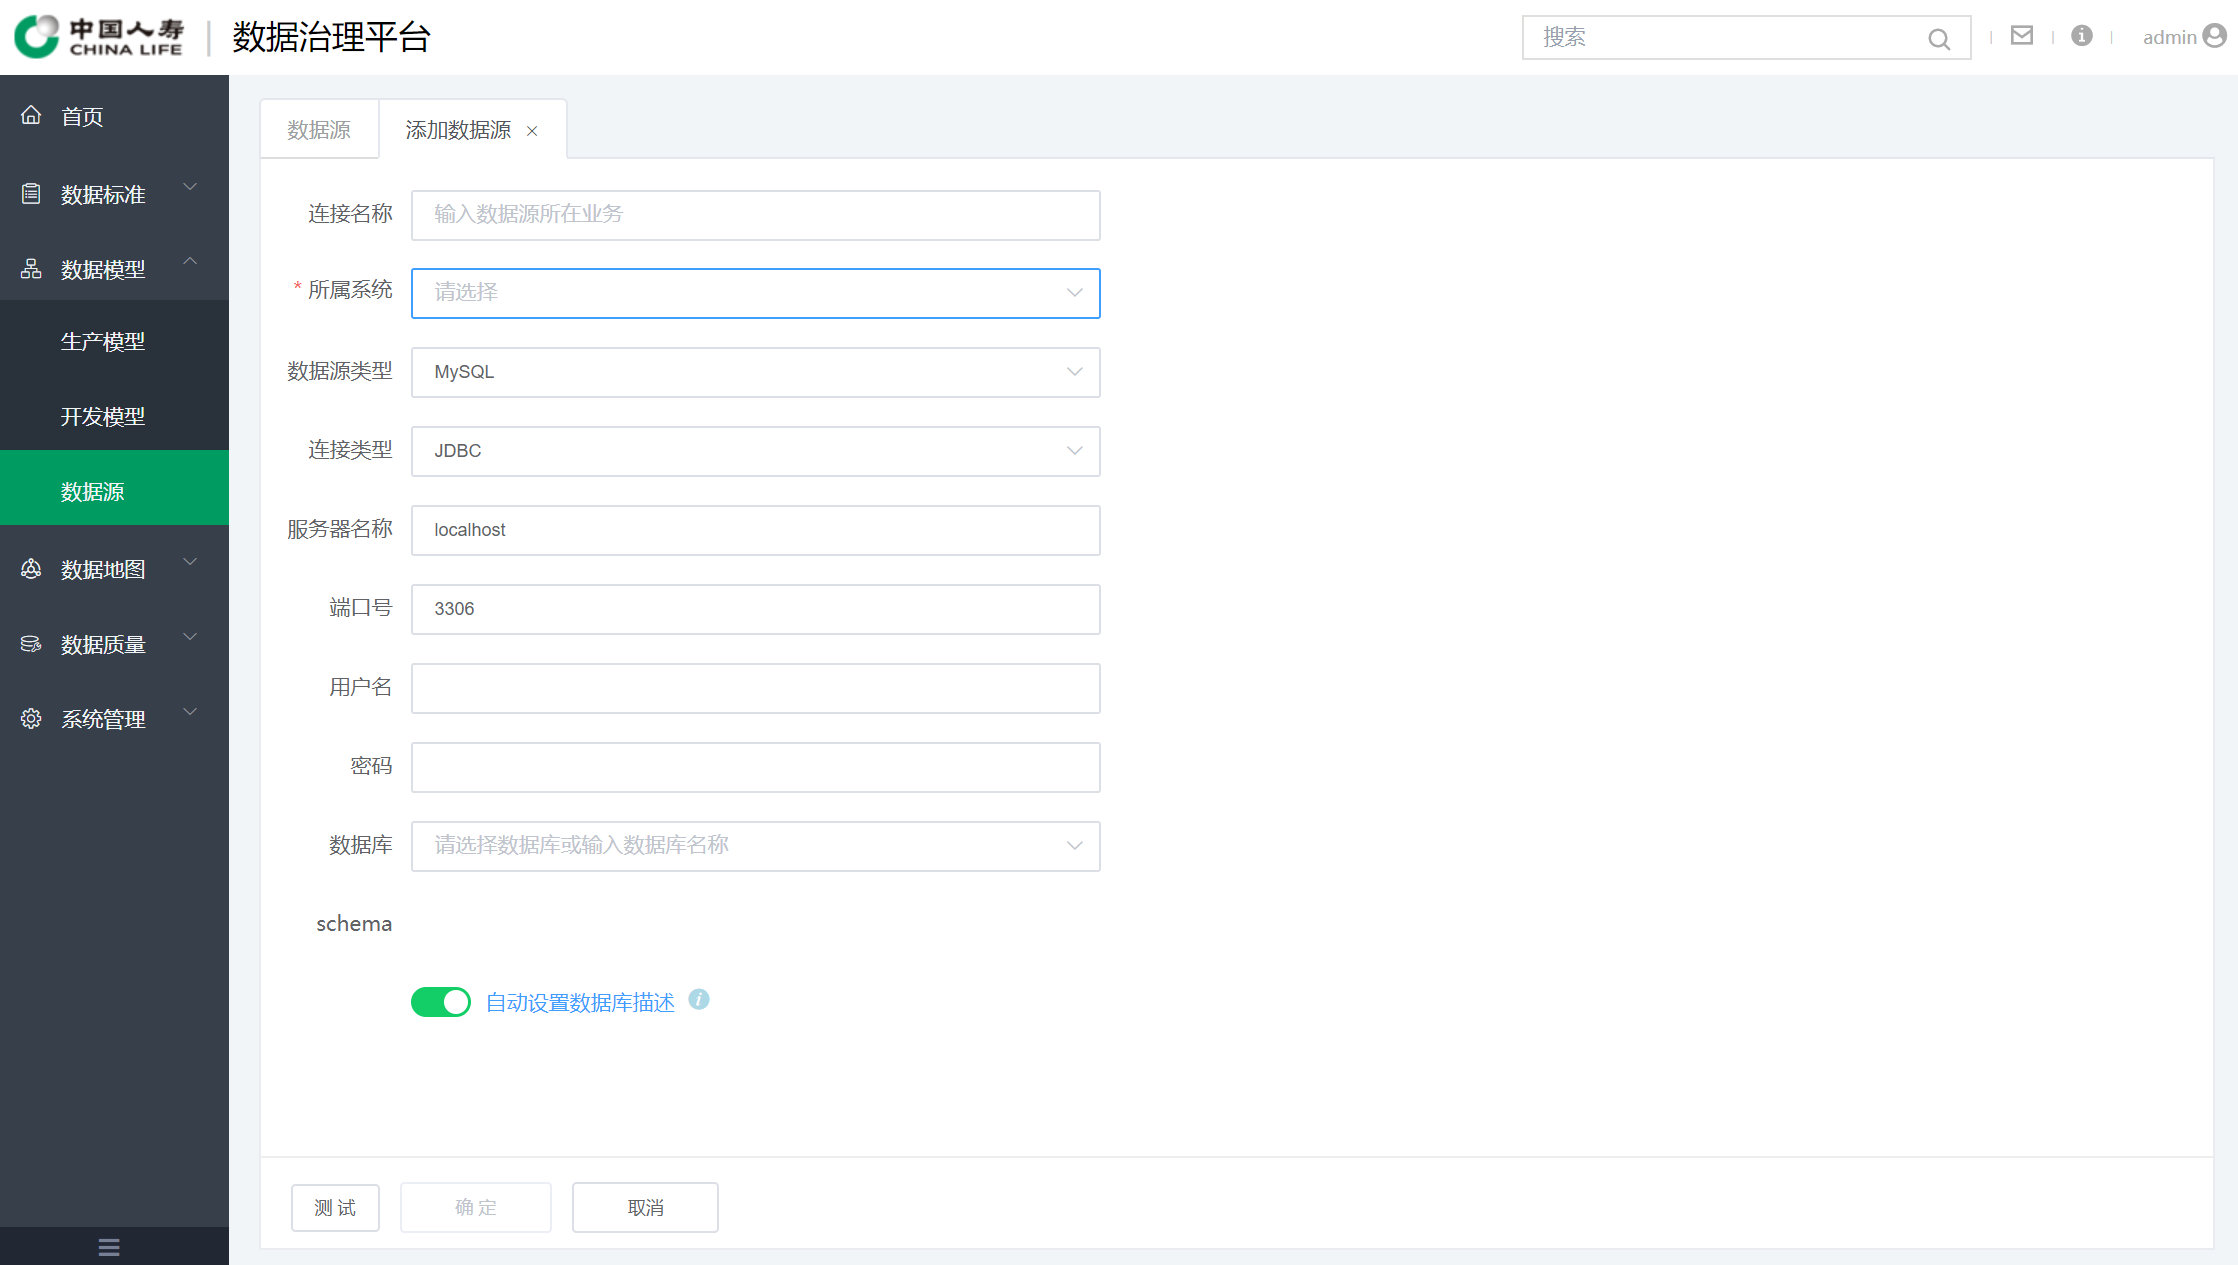 中国人寿
CHINA LIFE
数据治理平台
搜索
admin
首页
数据标准
数据模型
生产模型
开发模型
数据源
数据地图
数据质量
系统管理
数据源
添加数据源
连接名称
输入数据源所在业务
* 所属系统
请选择
数据源类型
MySQL
连接类型
JDBC
服务器名称
localhost
端口号
3306
用户名
密码
数据库
请选择数据库或输入数据库名称
schema
自动设置数据库描述
测 试
确 定
取消